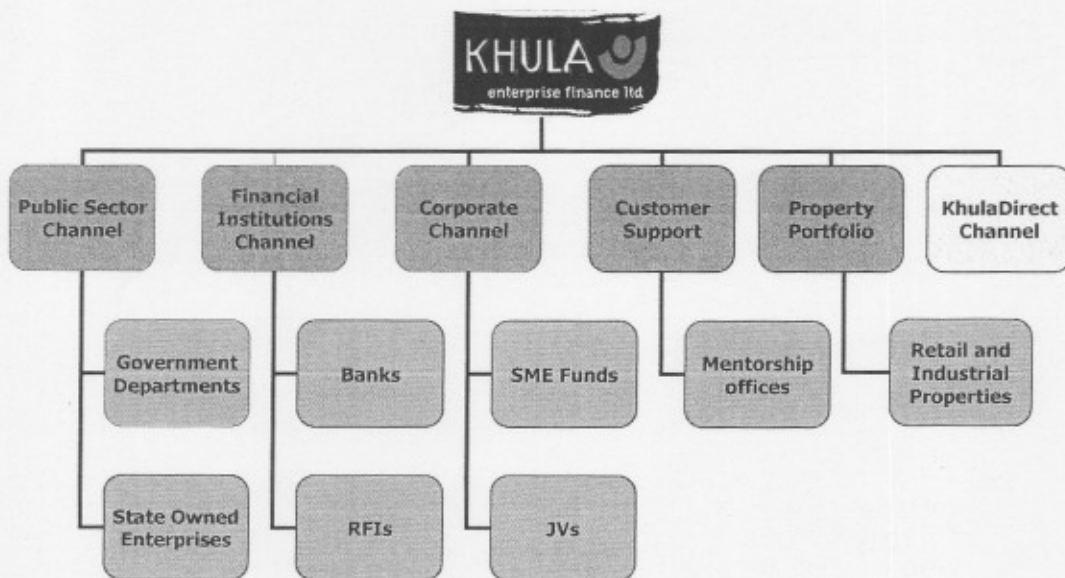 KHULA
enterprise finance ltd
Public Sector
Channel
Financial
Institutions
Channel
Corporate
Channel
Customer
Support
Property
Portfolio
KhulaDirect
Channel
Government
Departments
Banks
SME Funds
Mentorship
offices
Retail and
Industrial
Properties
State Owned
Enterprises
RFIs
JVs